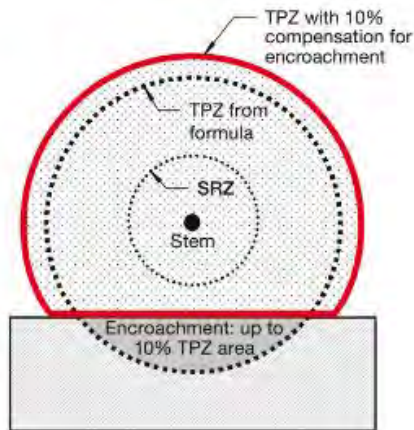 TPZ with 10%
compensation for
encroachment
TPZ from
formula
SRZ
Stem
Encroachment: up to
10% TPZ area